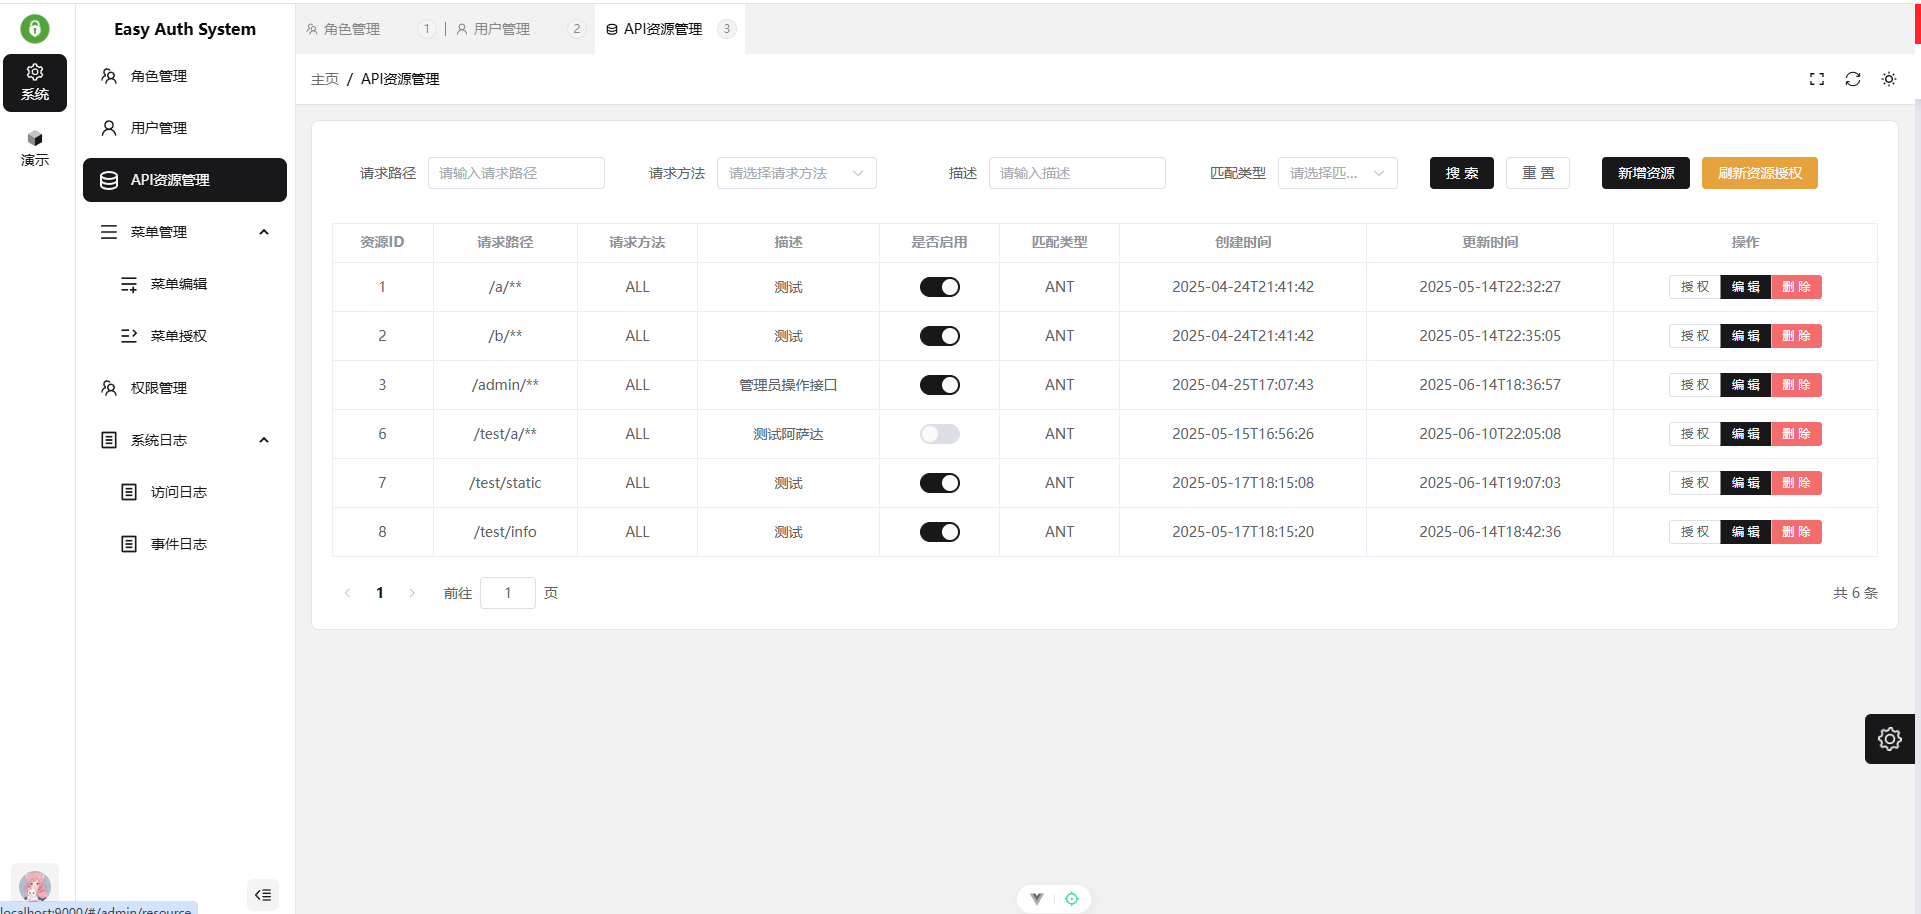 Easy Auth System
系统
演示
角色管理
用户管理
API资源管理
菜单管理
菜单编辑
菜单授权
权限管理
系统日志
访问日志
事件日志
角色管理 1 用户管理 2 API资源管理 3
主页 / API资源管理
请求路径 请输入请求路径 请求方法 请选择请求方法 描述 请输入描述 匹配类型 请选择匹... 搜 索 重 置 新增资源 刷新资源授权
资源ID 请求路径 请求方法 描述 是否启用 匹配类型 创建时间 更新时间 操作
1 /a/** ALL 测试 ANT 2025-04-24T21:41:42 2025-05-14T22:32:27 授 权 编 辑 删 除
2 /b/** ALL 测试 ANT 2025-04-24T21:41:42 2025-05-14T22:35:05 授 权 编 辑 删 除
3 /admin/** ALL 管理员操作接口 ANT 2025-04-25T17:07:43 2025-06-14T18:36:57 授 权 编 辑 删 除
6 /test/a/** ALL 测试阿萨达 ANT 2025-05-15T16:56:26 2025-06-10T22:05:08 授 权 编 辑 删 除
7 /test/static ALL 测试 ANT 2025-05-17T18:15:08 2025-06-14T19:07:03 授 权 编 辑 删 除
8 /test/info ALL 测试 ANT 2025-05-17T18:15:20 2025-06-14T18:42:36 授 权 编 辑 删 除
1 前往 1 页 共 6 条
localhost:9000/#/admin/resource